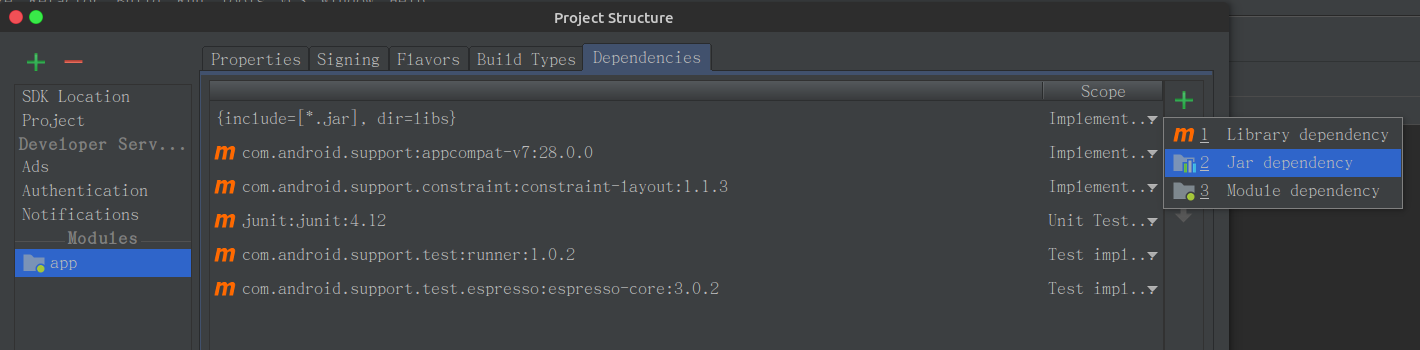 Project Structure
Properties Signing Flavors Build Types Dependencies
SDK Location
Project
Developer Serv...
Ads
Authentication
Notifications
Modules
app
Scope
{include=[*.jar], dir=libs} Implement..
m com.android.support:appcompat-v7:28.0.0 Implement..
m com.android.support.constraint:constraint-layout:1.1.3 Implement..
m junit:junit:4.12 Unit Test..
m com.android.support.test:runner:1.0.2 Test impl..
m com.android.support.test.espresso:espresso-core:3.0.2 Test impl..
m 1 Library dependency
2 Jar dependency
3 Module dependency